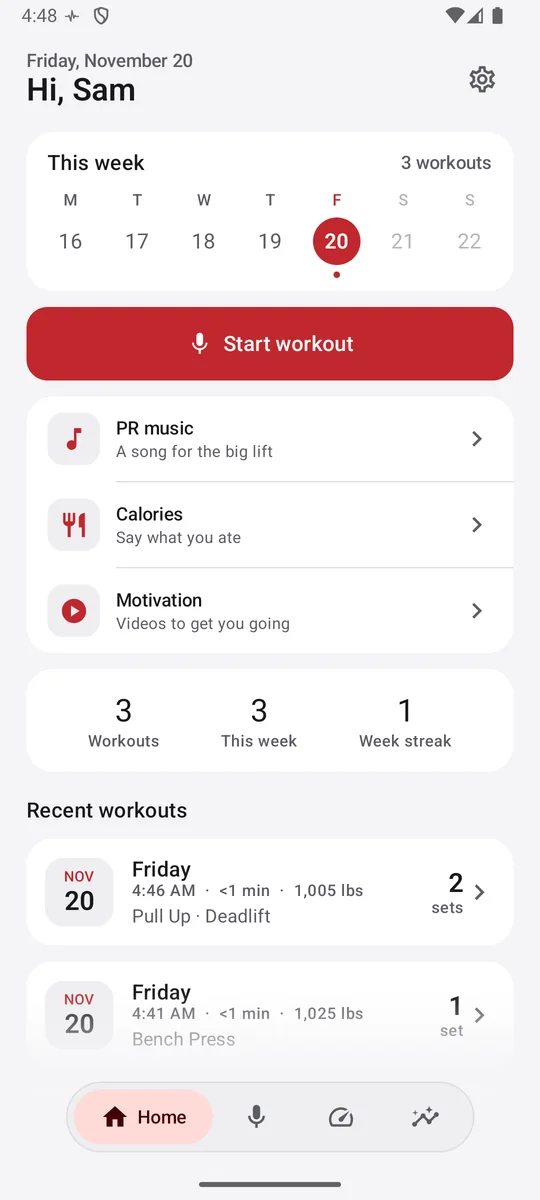 4:48
Friday, November 20
Hi, Sam
This week
3 workouts
M T W T F S S
16 17 18 19 20 21 22
Start workout
PR music
A song for the big lift
Calories
Say what you ate
Motivation
Videos to get you going
3 3 1
Workouts This week Week streak
Recent workouts
NOV
20
Friday
4:46 AM · <1 min · 1,005 lbs
Pull Up · Deadlift
2
sets
NOV
20
Friday
4:41 AM · <1 min · 1,025 lbs
Bench Press
1
set
Home